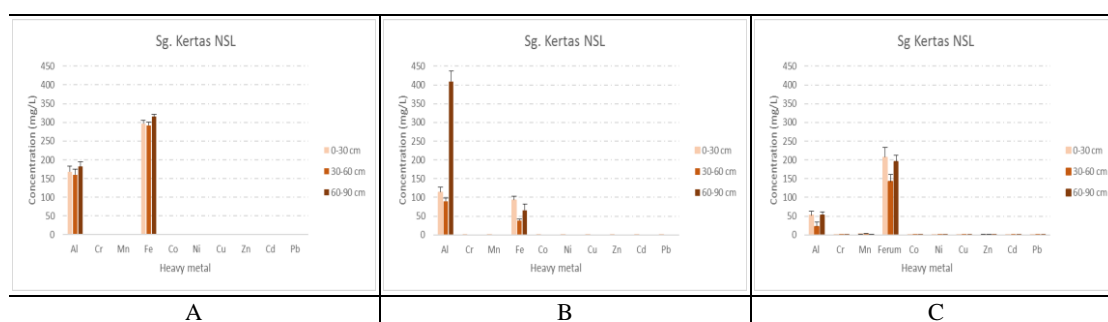 Sg. Kertas NSL
450
400
350
300
250
200
150
100
50
0
Concentration (mg/L)
Al Cr Mn Fe Co Ni Cu Zn Cd Pb
Heavy metal
0-30 cm
30-60 cm
60-90 cm
A
Sg. Kertas NSL
450
400
350
300
250
200
150
100
50
0
Concentration (mg/L)
Al Cr Mn Fe Co Ni Cu Zn Cd Pb
Heavy metal
0-30 cm
30-60 cm
60-90 cm
B
Sg Kertas NSL
450
400
350
300
250
200
150
100
50
0
Concentration (mg/L)
Al Cr Mn Ferum Co Ni Cu Zn Cd Pb
Heavy metal
0-30 cm
30-60 cm
60-90 cm
C